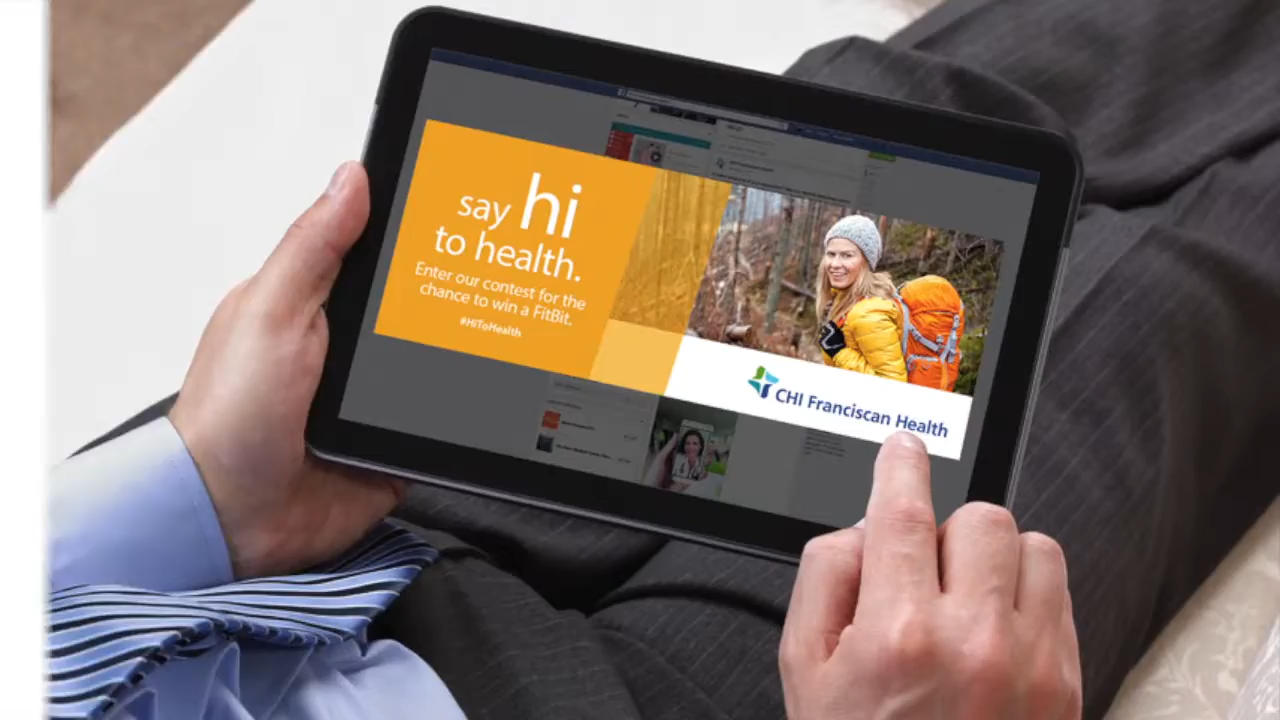 say hi
to health.
Enter our contest for the
chance to win a FitBit.
#HiToHealth
CHI Franciscan Health